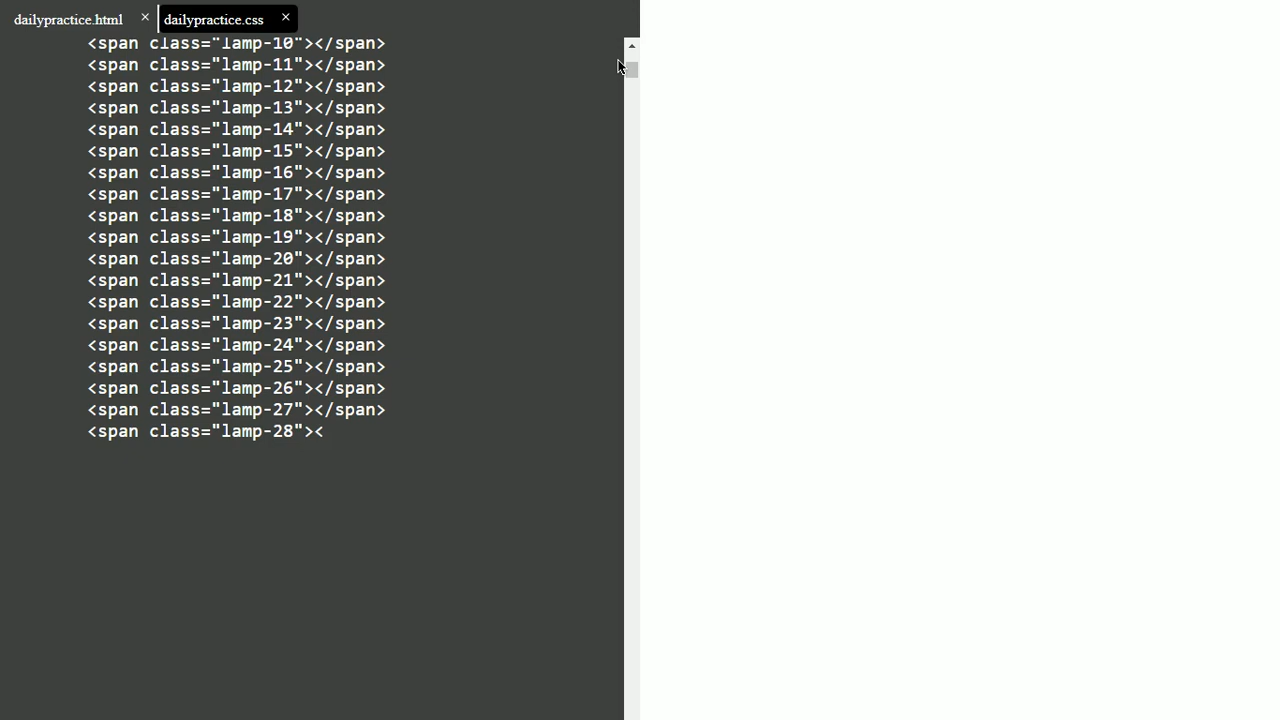 dailypractice.html × dailypractice.css ×
<span class="lamp-10"></span>
<span class="lamp-11"></span>
<span class="lamp-12"></span>
<span class="lamp-13"></span>
<span class="lamp-14"></span>
<span class="lamp-15"></span>
<span class="lamp-16"></span>
<span class="lamp-17"></span>
<span class="lamp-18"></span>
<span class="lamp-19"></span>
<span class="lamp-20"></span>
<span class="lamp-21"></span>
<span class="lamp-22"></span>
<span class="lamp-23"></span>
<span class="lamp-24"></span>
<span class="lamp-25"></span>
<span class="lamp-26"></span>
<span class="lamp-27"></span>
<span class="lamp-28"><